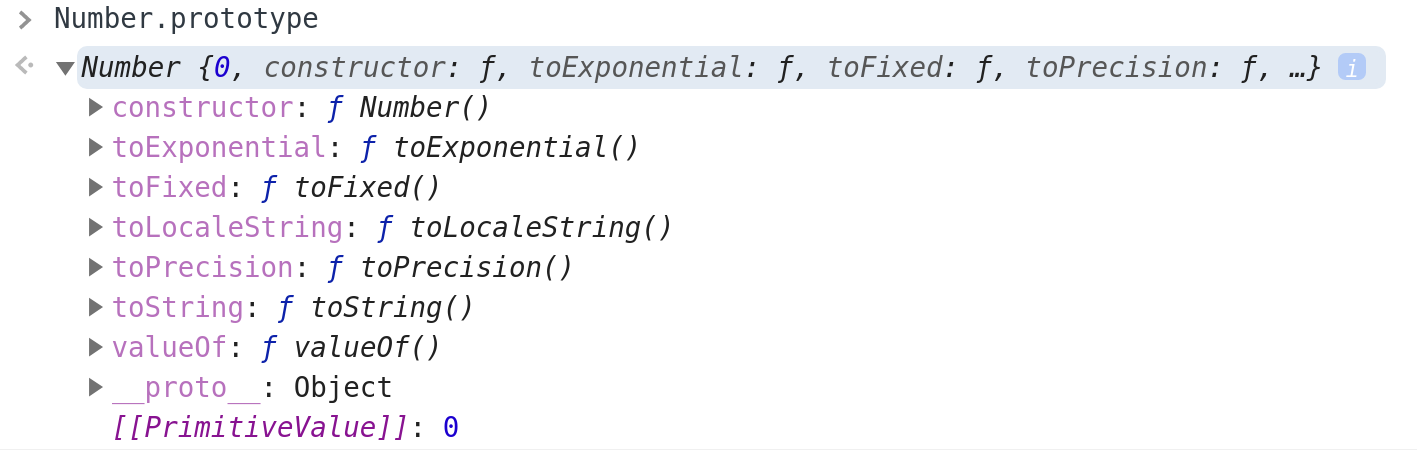 Number.prototype
Number {0, constructor: ƒ, toExponential: ƒ, toFixed: ƒ, toPrecision: ƒ, …} i
constructor: ƒ Number()
toExponential: ƒ toExponential()
toFixed: ƒ toFixed()
toLocaleString: ƒ toLocaleString()
toPrecision: ƒ toPrecision()
toString: ƒ toString()
valueOf: ƒ valueOf()
__proto__: Object
[[PrimitiveValue]]: 0